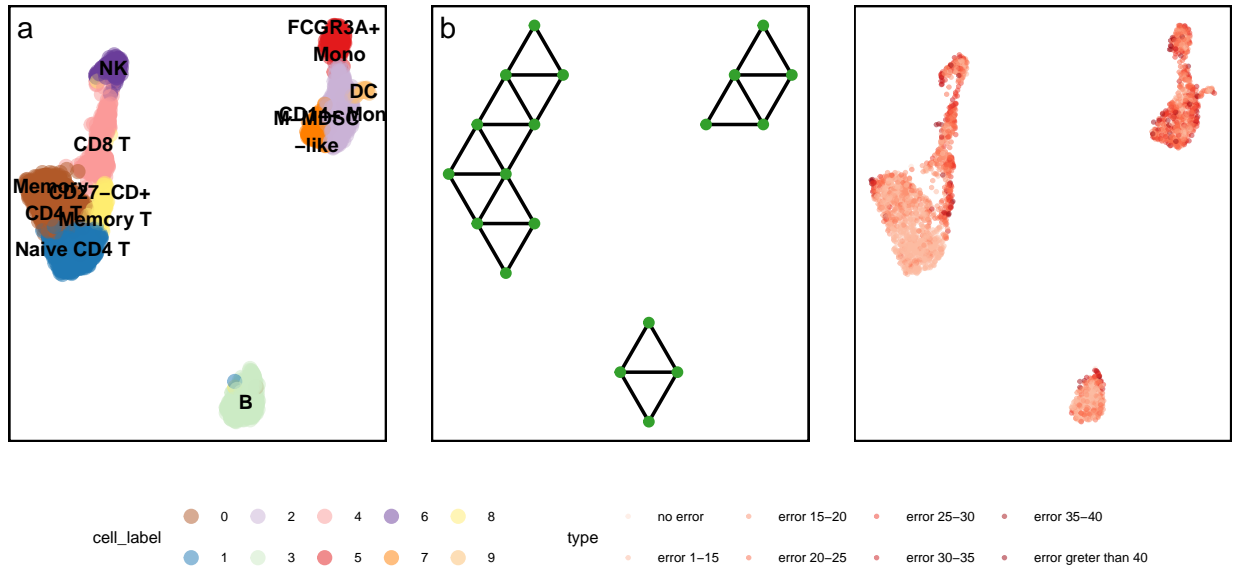 a
FCGR3A+
Mono
NK
DC
CD14+ Mon
M−MDSC
−like
CD8 T
Memory
CD4 T
CD27−CD+
Memory T
Naive CD4 T
B
b
cell_label
0
2
4
6
8
1
3
5
7
9
type
no error
error 15−20
error 25−30
error 35−40
error 1−15
error 20−25
error 30−35
error greter than 40